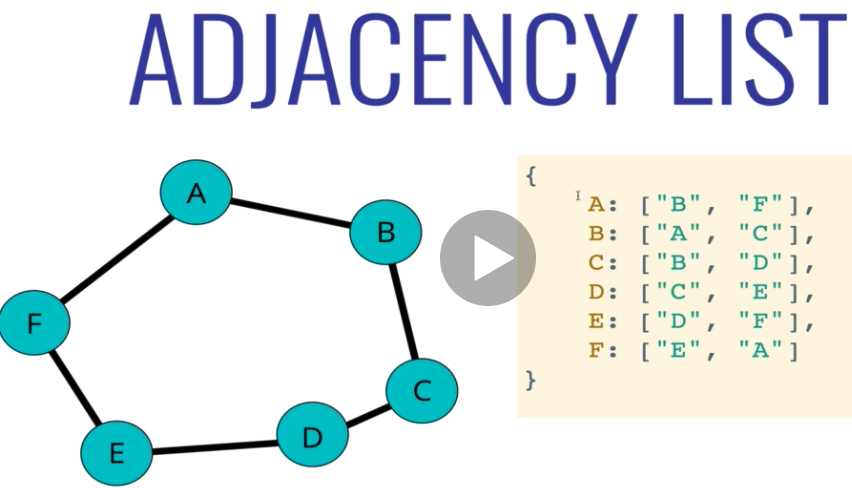 ADJACENCY LIST
A
B
F
C
D
E
{
A: ["B", "F"],
B: ["A", "C"],
C: ["B", "D"],
D: ["C", "E"],
E: ["D", "F"],
F: ["E", "A"]
}